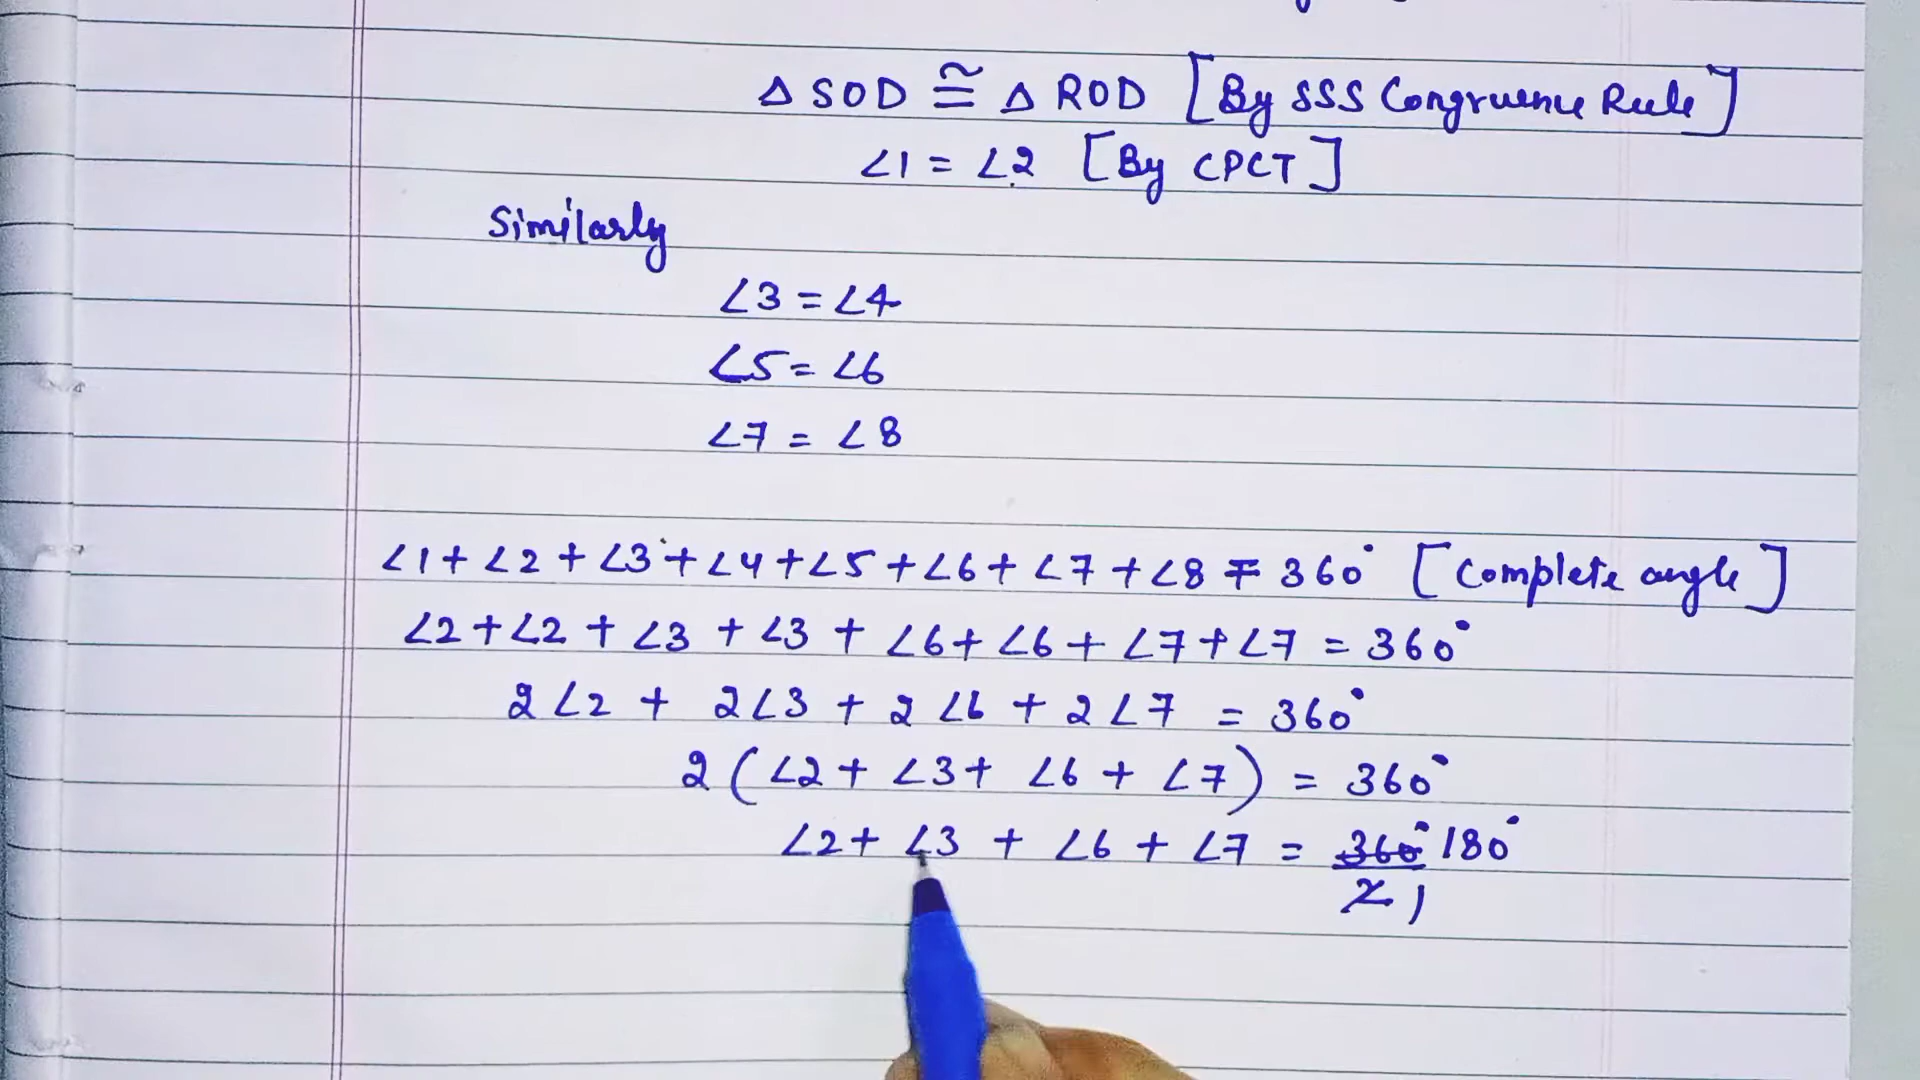 Δ SOD ≅ Δ ROD [By SSS Congruence Rule]
∠1 = ∠2 [By CPCT]
Similarly
∠3 = ∠4
∠5 = ∠6
∠7 = ∠8
∠1 + ∠2 + ∠3 + ∠4 + ∠5 + ∠6 + ∠7 + ∠8 = 360° [Complete angle]
∠2 + ∠2 + ∠3 + ∠3 + ∠6 + ∠6 + ∠7 + ∠7 = 360°
2∠2 + 2∠3 + 2∠6 + 2∠7 = 360°
2(∠2 + ∠3 + ∠6 + ∠7) = 360°
∠2 + ∠3 + ∠6 + ∠7 = 360° 180°
2 1